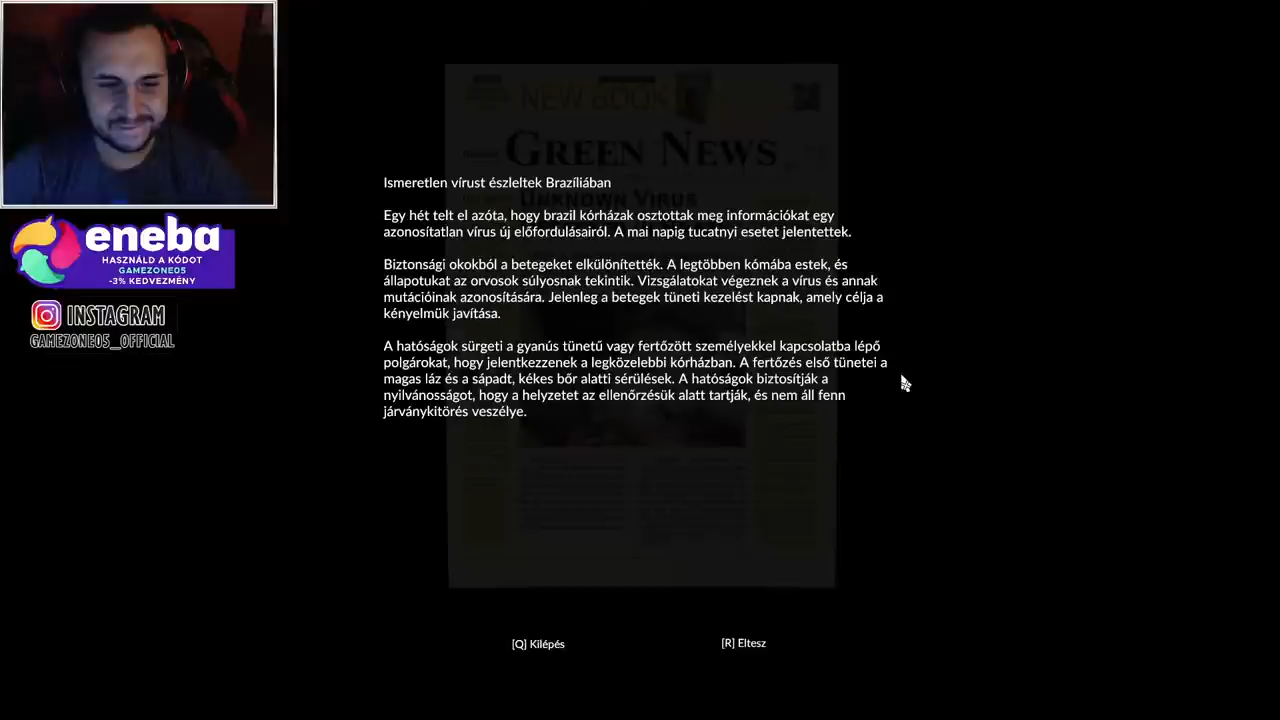 NEW BOOK
GREEN NEWS
UNKNOWN VIRUS
Ismeretlen vírust észleltek Brazíliában
Egy hét telt el azóta, hogy brazil kórházak osztottak meg információkat egy
azonosítatlan vírus új előfordulásairól. A mai napig tucatnyi esetet jelentettek.
Biztonsági okokból a betegeket elkülönítették. A legtöbben kómába estek, és
állapotukat az orvosok súlyosnak tekintik. Vizsgálatokat végeznek a vírus és annak
mutációinak azonosítására. Jelenleg a betegek tüneti kezelést kapnak, amely célja a
kényelmük javítása.
A hatóságok sürgeti a gyanús tünetű vagy fertőzött személyekkel kapcsolatba lépő
polgárokat, hogy jelentkezzenek a legközelebbi kórházban. A fertőzés első tünetei a
magas láz és a sápadt, kékes bőr alatti sérülések. A hatóságok biztosítják a
nyilvánosságot, hogy a helyzetet az ellenőrzésük alatt tartják, és nem áll fenn
járványkitörés veszélye.
eneba
HASZNÁLD A KÓDOT
GAMEZONE05
-3% KEDVEZMÉNY
INSTAGRAM
GAMEZONE05_OFFICIAL
[Q] Kilépés
[R] Eltesz